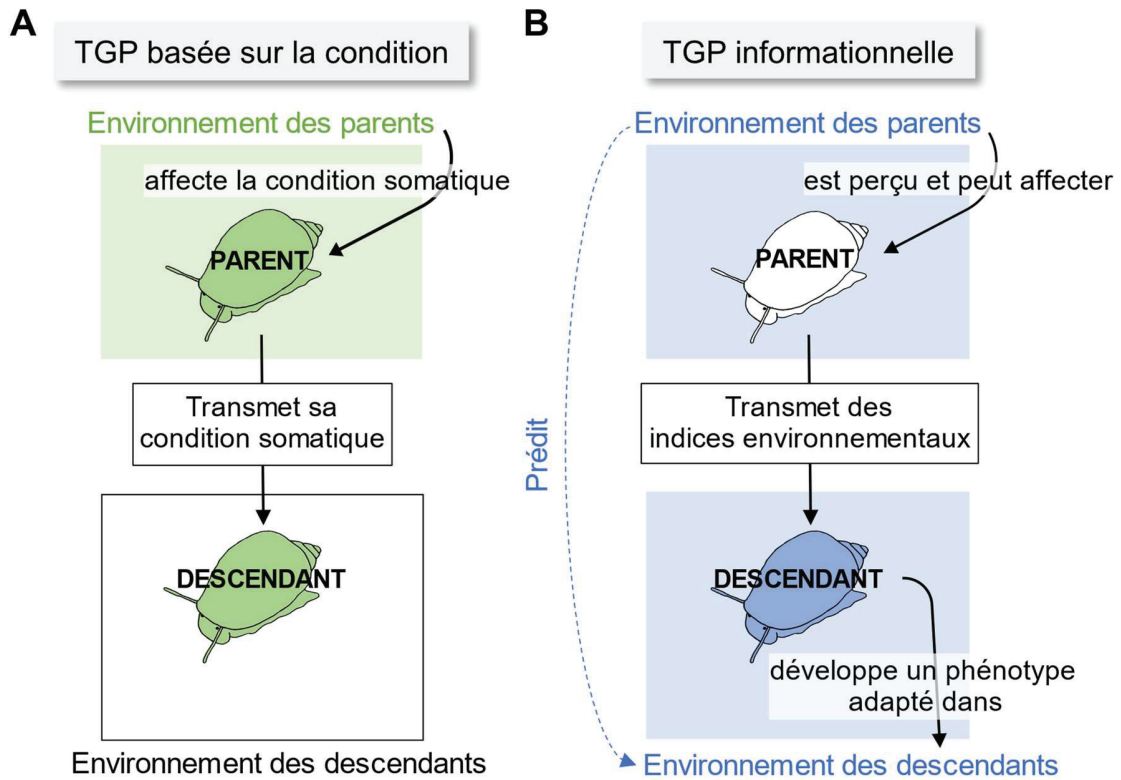 A
TGP basée sur la condition
Environnement des parents
affecte la condition somatique
PARENT
Transmet sa
condition somatique
DESCENDANT
Environnement des descendants
B
TGP informationnelle
Environnement des parents
est perçu et peut affecter
PARENT
Prédit
Transmet des
indices environnementaux
DESCENDANT
développe un phénotype
adapté dans
Environnement des descendants